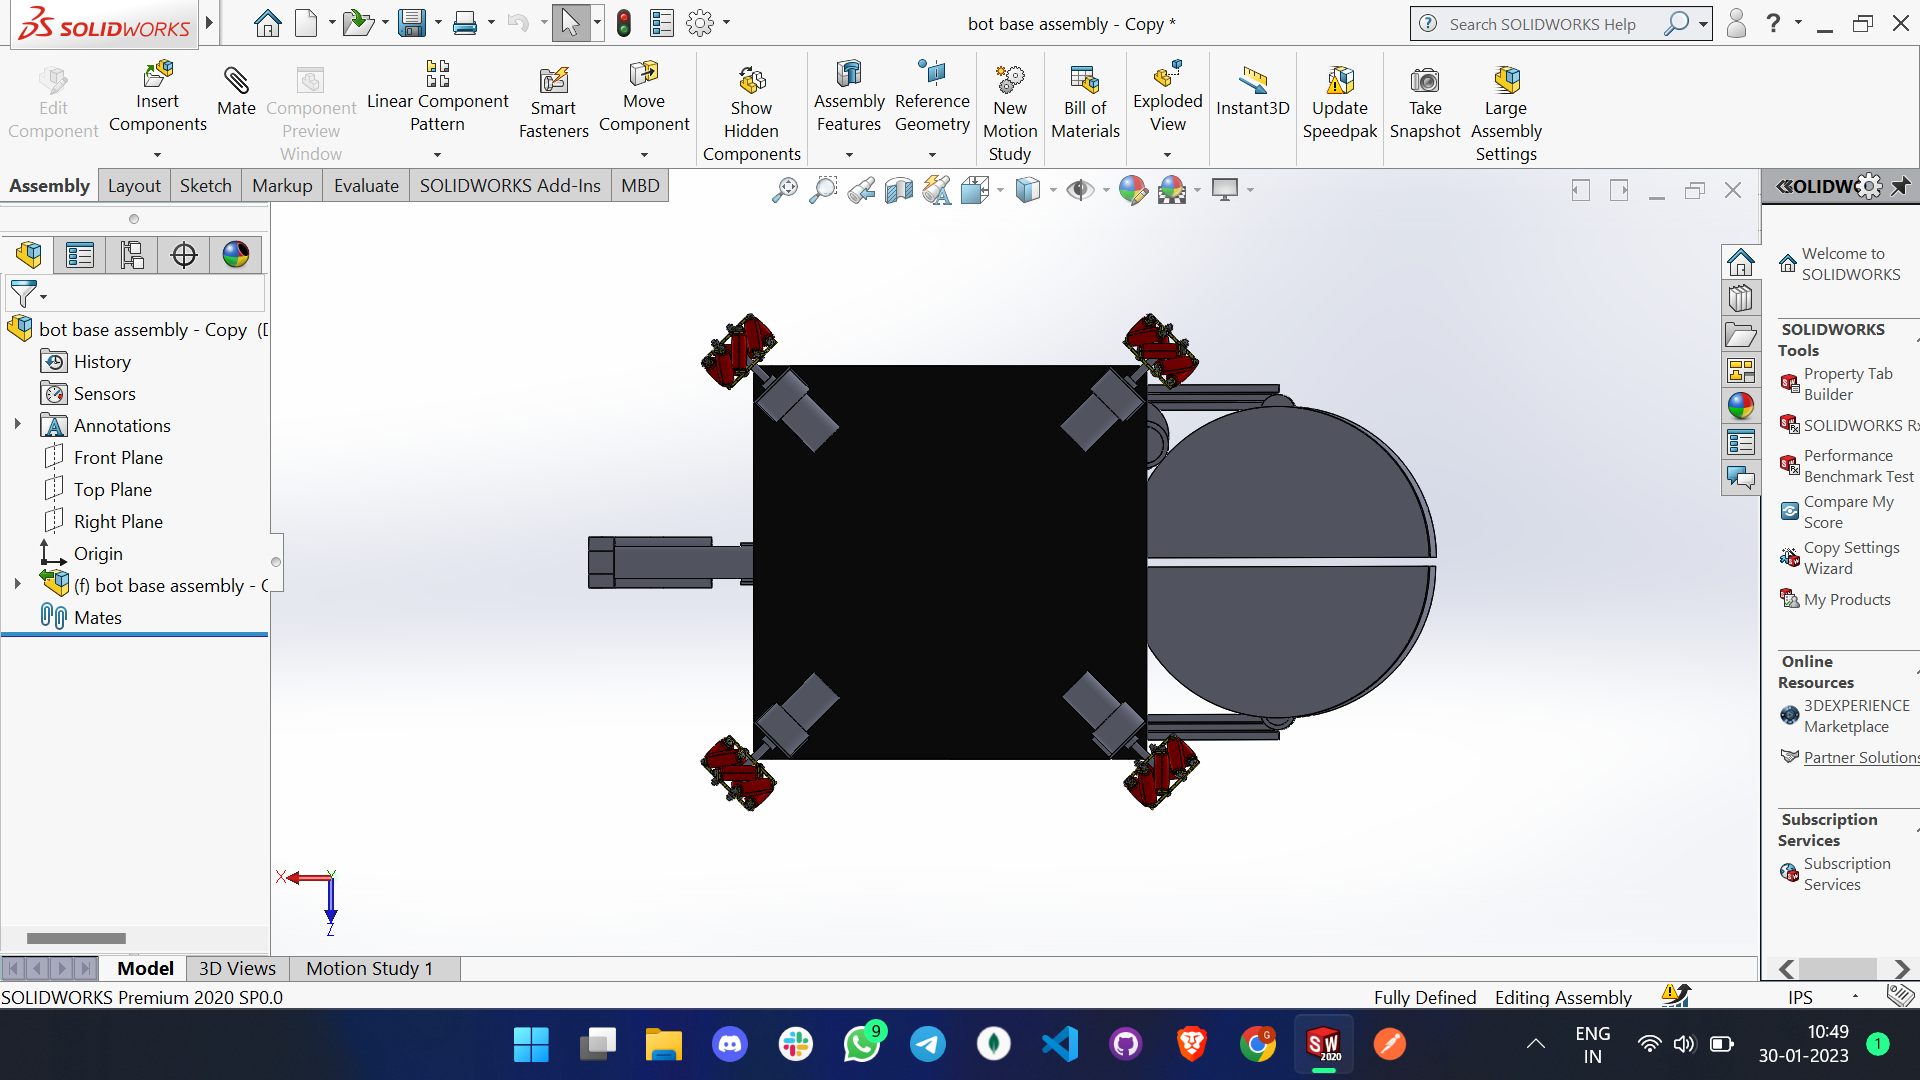 SOLIDWORKS
bot base assembly - Copy *
Search SOLIDWORKS Help
Edit Component
Insert Components
Mate
Component Preview Window
Linear Component Pattern
Smart Fasteners
Move Component
Show Hidden Components
Assembly Features
Reference Geometry
New Motion Study
Bill of Materials
Exploded View
Instant3D
Update Speedpak
Take Snapshot
Large Assembly Settings
Assembly
Layout
Sketch
Markup
Evaluate
SOLIDWORKS Add-Ins
MBD
bot base assembly - Copy (
History
Sensors
Annotations
Front Plane
Top Plane
Right Plane
Origin
(f) bot base assembly -
Mates
X
Y
Z
Welcome to
SOLIDWORKS
SOLIDWORKS
Tools
Property Tab
Builder
SOLIDWORKS Rx
Performance
Benchmark Test
Compare My
Score
Copy Settings
Wizard
My Products
Online
Resources
3DEXPERIENCE
Marketplace
Partner Solutions
Subscription
Services
Subscription
Services
Model
3D Views
Motion Study 1
SOLIDWORKS Premium 2020 SP0.0
Fully Defined
Editing Assembly
IPS
9
G
SW
2020
ENG
IN
10:49
30-01-2023
1